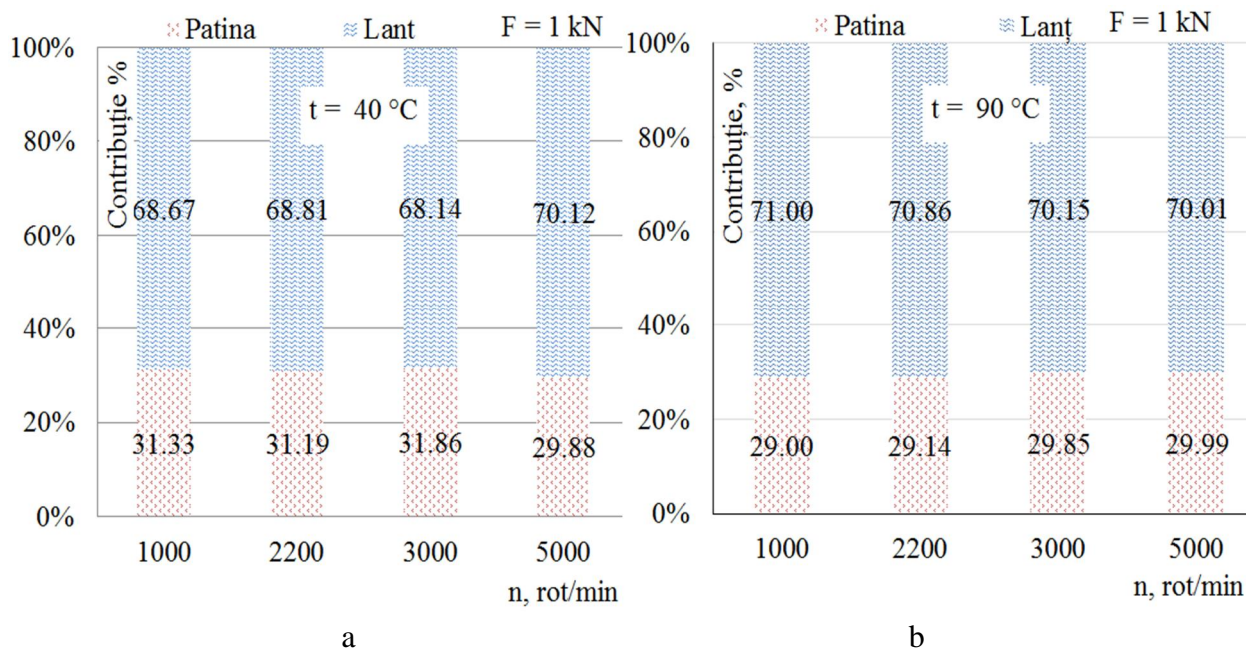 Patina Lant F = 1 kN
Contribuție %
t = 40 °C
100%
80%
60%
40%
20%
0%
68.67 68.81 68.14 70.12
31.33 31.19 31.86 29.88
1000 2200 3000 5000
n, rot/min
a
Patina Lanț F = 1 kN
Contribuție, %
t = 90 °C
100%
80%
60%
40%
20%
0%
71.00 70.86 70.15 70.01
29.00 29.14 29.85 29.99
1000 2200 3000 5000
n, rot/min
b